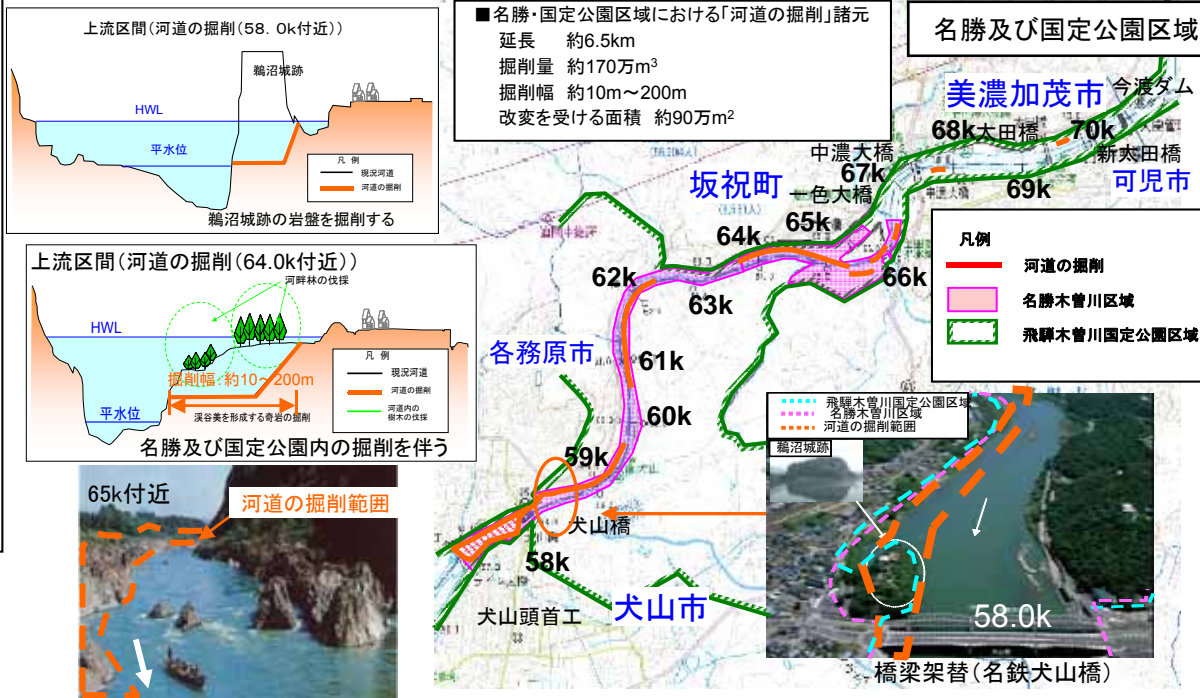 上流区間(河道の掘削(58.0k付近))
鵜沼城跡
HWL
平水位
凡 例
現況河道
河道の掘削
鵜沼城跡の岩盤を掘削する
上流区間(河道の掘削(64.0k付近))
河畔林の伐採
HWL
掘削幅:約10～200m
平水位
渓谷美を形成する奇岩の掘削
凡 例
現況河道
河道の掘削
河道内の
樹木の伐採
名勝及び国定公園内の掘削を伴う
65k付近
河道の掘削範囲
■名勝・国定公園区域における「河道の掘削」諸元
延長 約6.5km
掘削量 約170万m³
掘削幅 約10m～200m
改変を受ける面積 約90万m²
名勝及び国定公園区域
美濃加茂市
今渡ダム
68k
太田橋
70k
中濃大橋
新太田橋
67k
可児市
坂祝町
一色大橋
69k
65k
64k
66k
62k
63k
各務原市
61k
60k
59k
犬山橋
58k
犬山市
犬山頭首工
凡例
河道の掘削
名勝木曽川区域
飛騨木曽川国定公園区域
飛騨木曽川国定公園区域
名勝木曽川区域
河道の掘削範囲
鵜沼城跡
58.0k
橋梁架替(名鉄犬山橋)